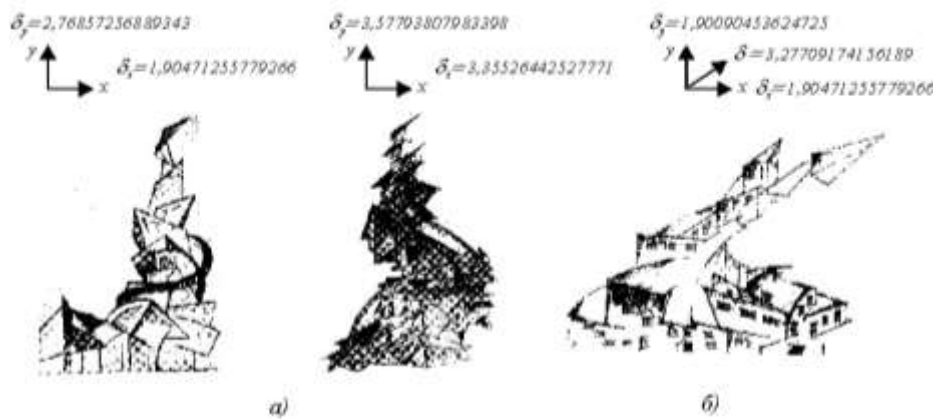 δy=2,76857256889343
y
δx=1,90471255779266
x
δy=3,57793807983398
y
δx=3,35526442527771
x
δy=1,90090453624725
y
δ=3,27709174156189
x δx=1,90471255779266
а)
б)